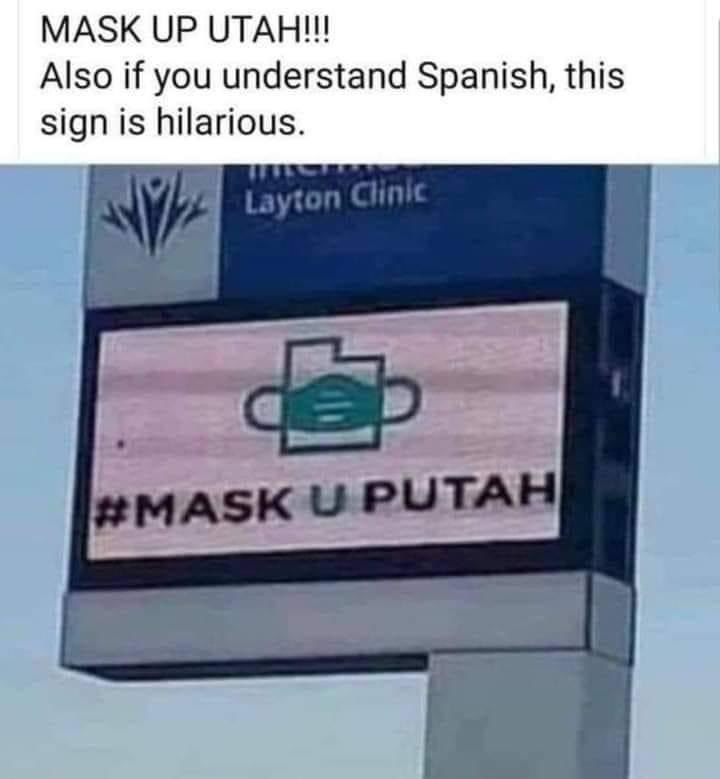 MASK UP UTAH!!!
Also if you understand Spanish, this
sign is hilarious.
Layton Clinic
#MASK U PUTAH